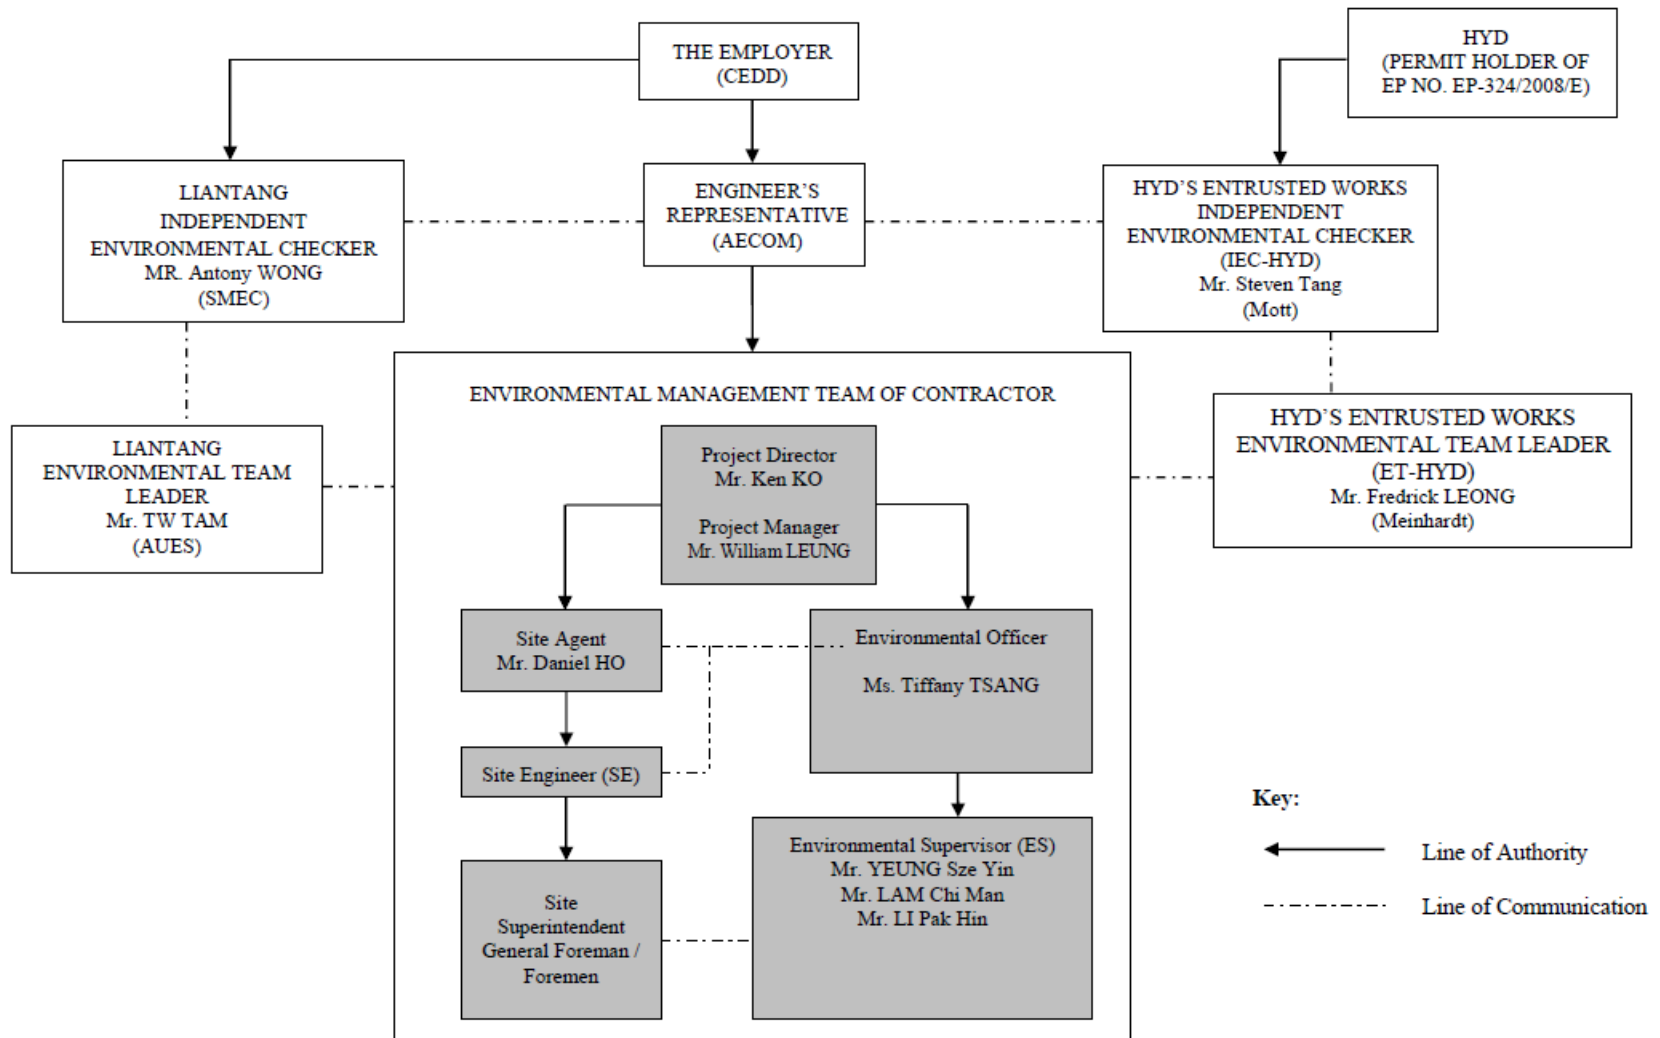 THE EMPLOYER
(CEDD)
HYD
(PERMIT HOLDER OF
EP NO. EP-324/2008/E)
LIANTANG
INDEPENDENT
ENVIRONMENTAL CHECKER
MR. Antony WONG
(SMEC)
ENGINEER'S
REPRESENTATIVE
(AECOM)
HYD'S ENTRUSTED WORKS
INDEPENDENT
ENVIRONMENTAL CHECKER
(IEC-HYD)
Mr. Steven Tang
(Mott)
ENVIRONMENTAL MANAGEMENT TEAM OF CONTRACTOR
LIANTANG
ENVIRONMENTAL TEAM
LEADER
Mr. TW TAM
(AUES)
Project Director
Mr. Ken KO
Project Manager
Mr. William LEUNG
HYD'S ENTRUSTED WORKS
ENVIRONMENTAL TEAM LEADER
(ET-HYD)
Mr. Fredrick LEONG
(Meinhardt)
Site Agent
Mr. Daniel HO
Environmental Officer
Ms. Tiffany TSANG
Site Engineer (SE)
Site
Superintendent
General Foreman /
Foremen
Environmental Supervisor (ES)
Mr. YEUNG Sze Yin
Mr. LAM Chi Man
Mr. LI Pak Hin
Key:
Line of Authority
Line of Communication